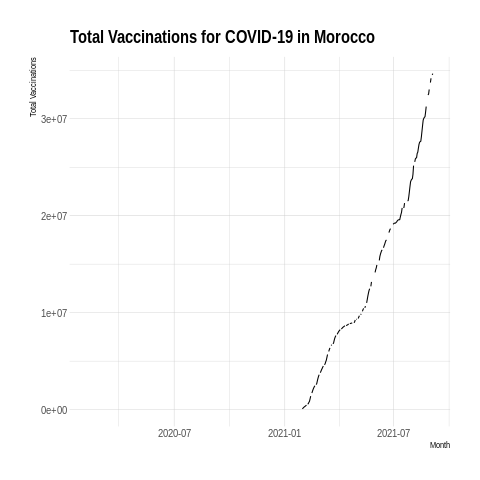 Total Vaccinations for COVID-19 in Morocco
Total Vaccinations
3e+07
2e+07
1e+07
0e+00
2020-07
2021-01
2021-07
Month